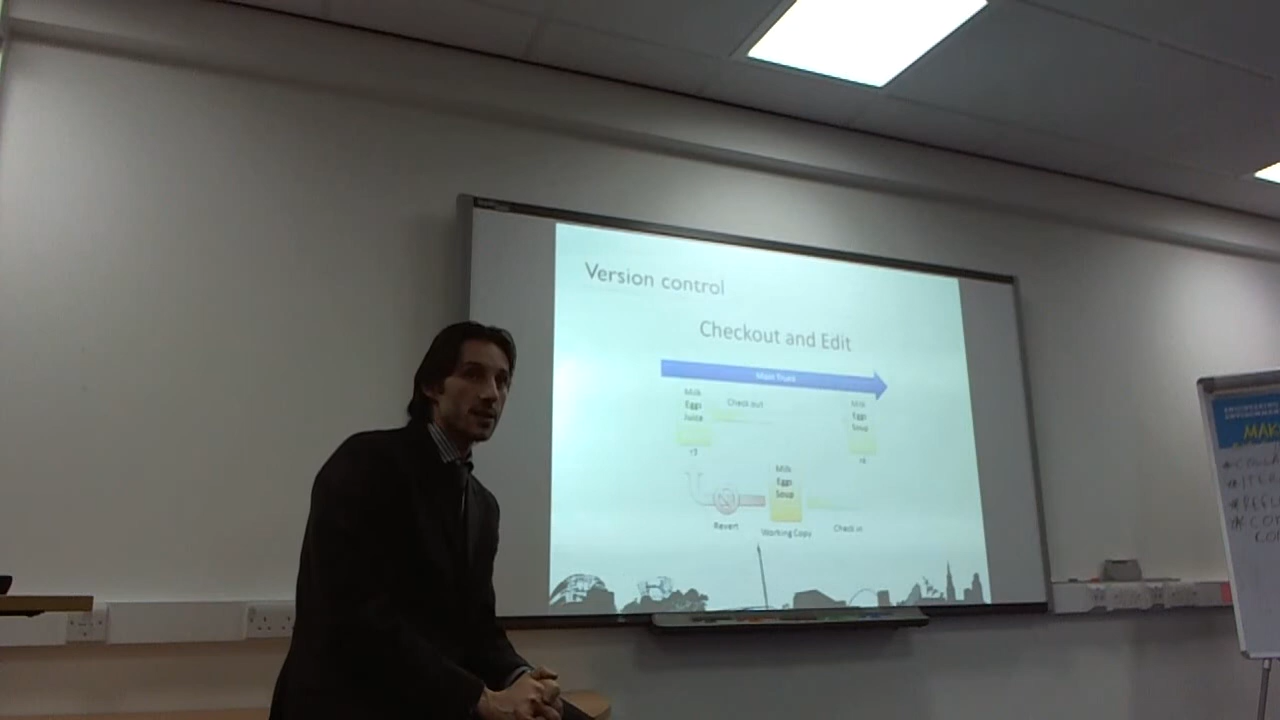 Version control
Checkout and Edit
Main Trunk
Milk
Eggs
Juice
Check out
Milk
Eggs
Soup
r3
Milk
Eggs
Soup
Revert
Working Copy
Check in
MAK